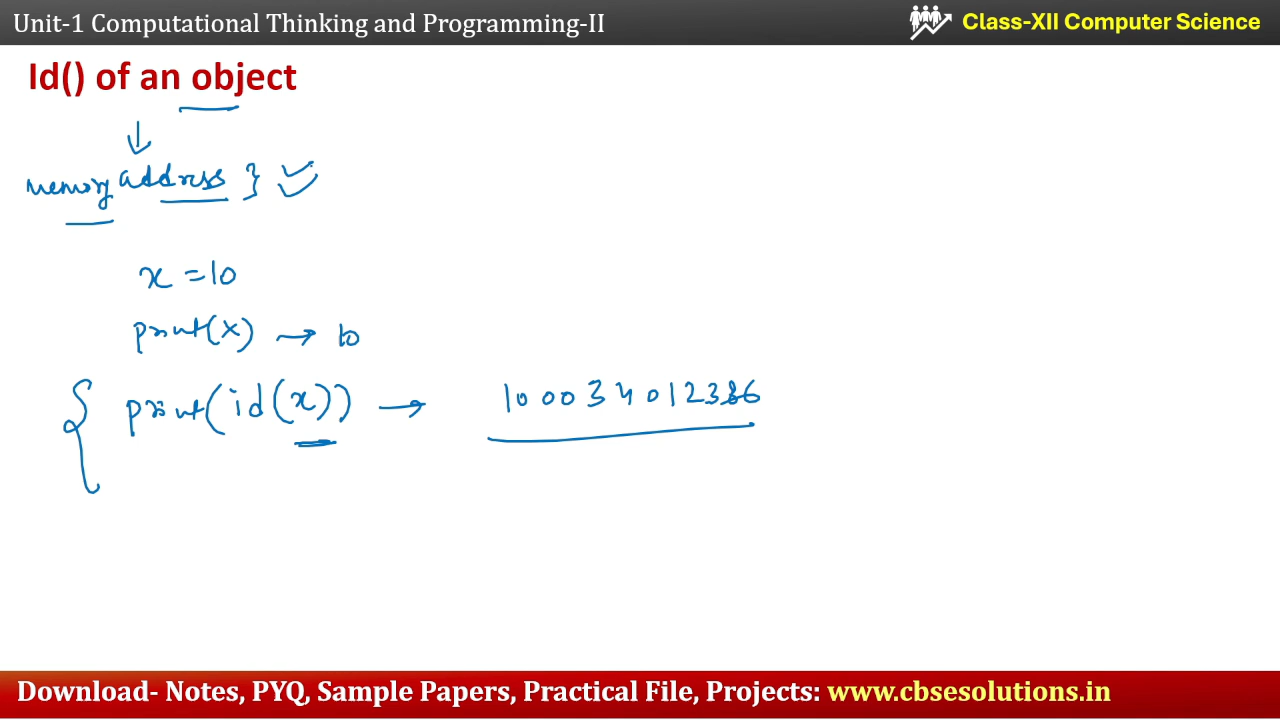 Unit-1 Computational Thinking and Programming-II
Class-XII Computer Science
Id() of an object
memory address }
x = 10
print(x) → 10
{ print(id(x)) →
Download- Notes, PYQ, Sample Papers, Practical File, Projects: www.cbsesolutions.in